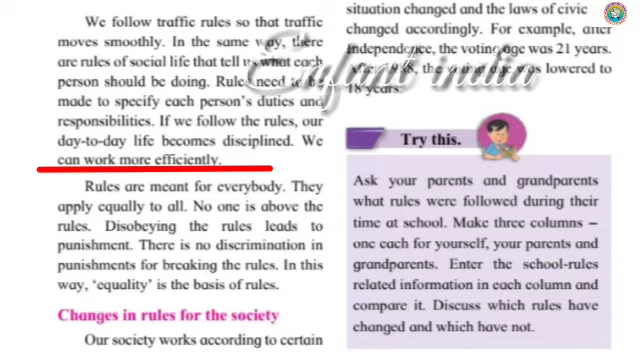 We follow traffic rules so that traffic
moves smoothly. In the same way, there
are rules of social life that tell us what each
person should be doing. Rules need to be
made to specify each person's duties and
responsibilities. If we follow the rules, our
day-to-day life becomes disciplined. We
can work more efficiently.
Rules are meant for everybody. They
apply equally to all. No one is above the
rules. Disobeying the rules leads to
punishment. There is no discrimination in
punishments for breaking the rules. In this
way, 'equality' is the basis of rules.
Changes in rules for the society
Our society works according to certain
situation changed and the laws of civic
changed accordingly. For example, after
independence, the voting age was 21 years.
After 1988, the voting age was lowered to
18 years.
Enfant india
Try this.
Ask your parents and grandparents
what rules were followed during their
time at school. Make three columns –
one each for yourself, your parents and
grandparents. Enter the school-rules
related information in each column and
compare it. Discuss which rules have
changed and which have not.